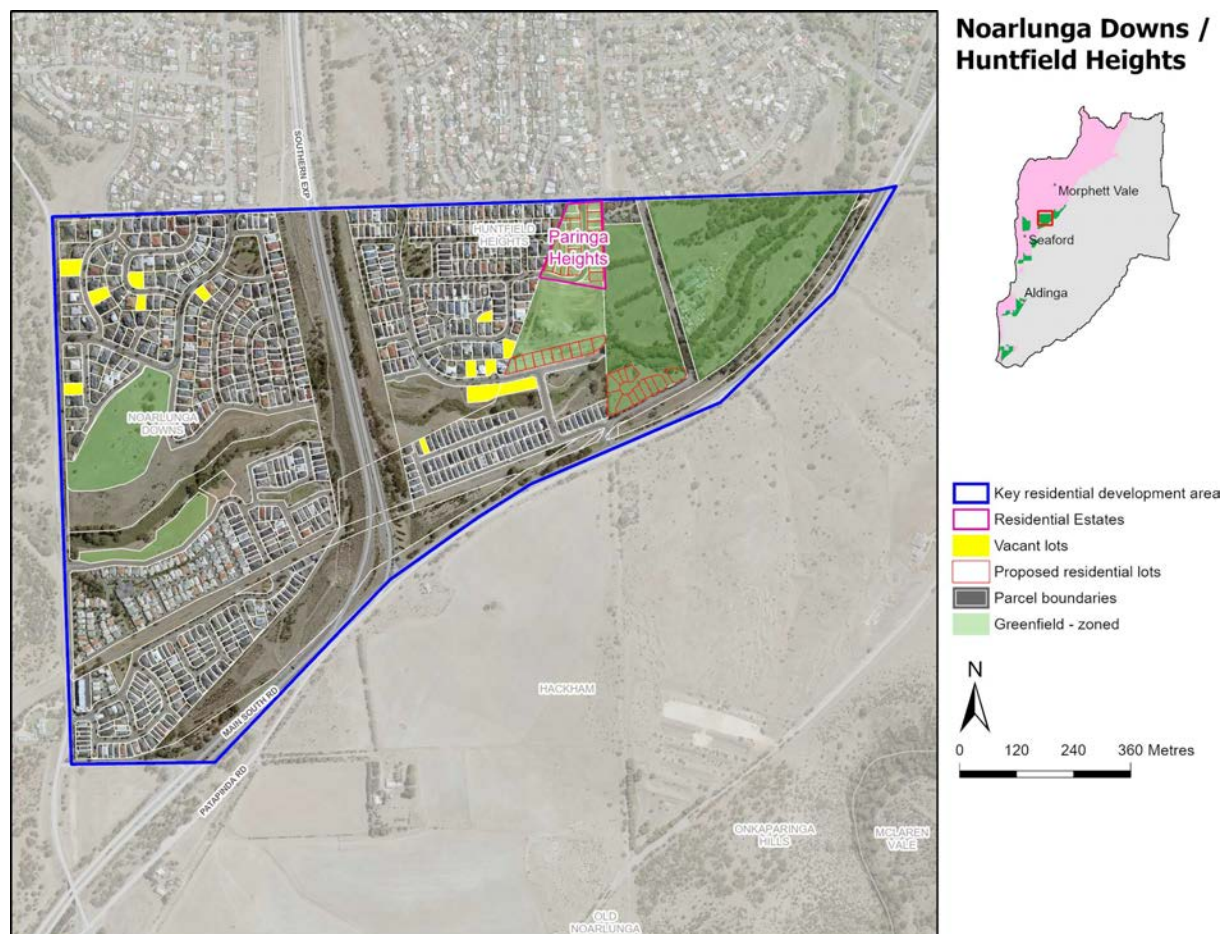 Noarlunga Downs /
Huntfield Heights
SOUTHERN EXP
HUNTFIELD
HEIGHTS
Paringa
Heights
NOARLUNGA
DOWNS
MAIN SOUTH RD
PATAPINDA RD
HACKHAM
ONKAPARINGA
HILLS
MCLAREN
VALE
OLD
NOARLUNGA
Morphett Vale
Seaford
Aldinga
Key residential development area
Residential Estates
Vacant lots
Proposed residential lots
Parcel boundaries
Greenfield - zoned
N
0 120 240 360 Metres